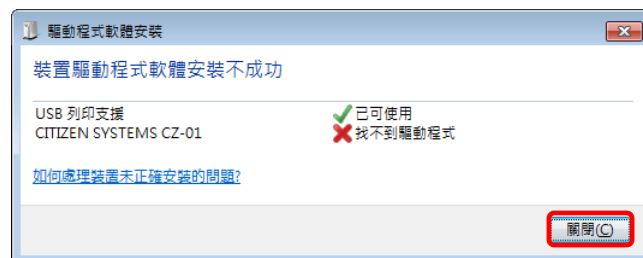 驅動程式軟體安裝
裝置驅動程式軟體安裝不成功
USB 列印支援 已可使用
CITIZEN SYSTEMS CZ-01 找不到驅動程式
如何處理裝置未正確安裝的問題?
關閉(C)